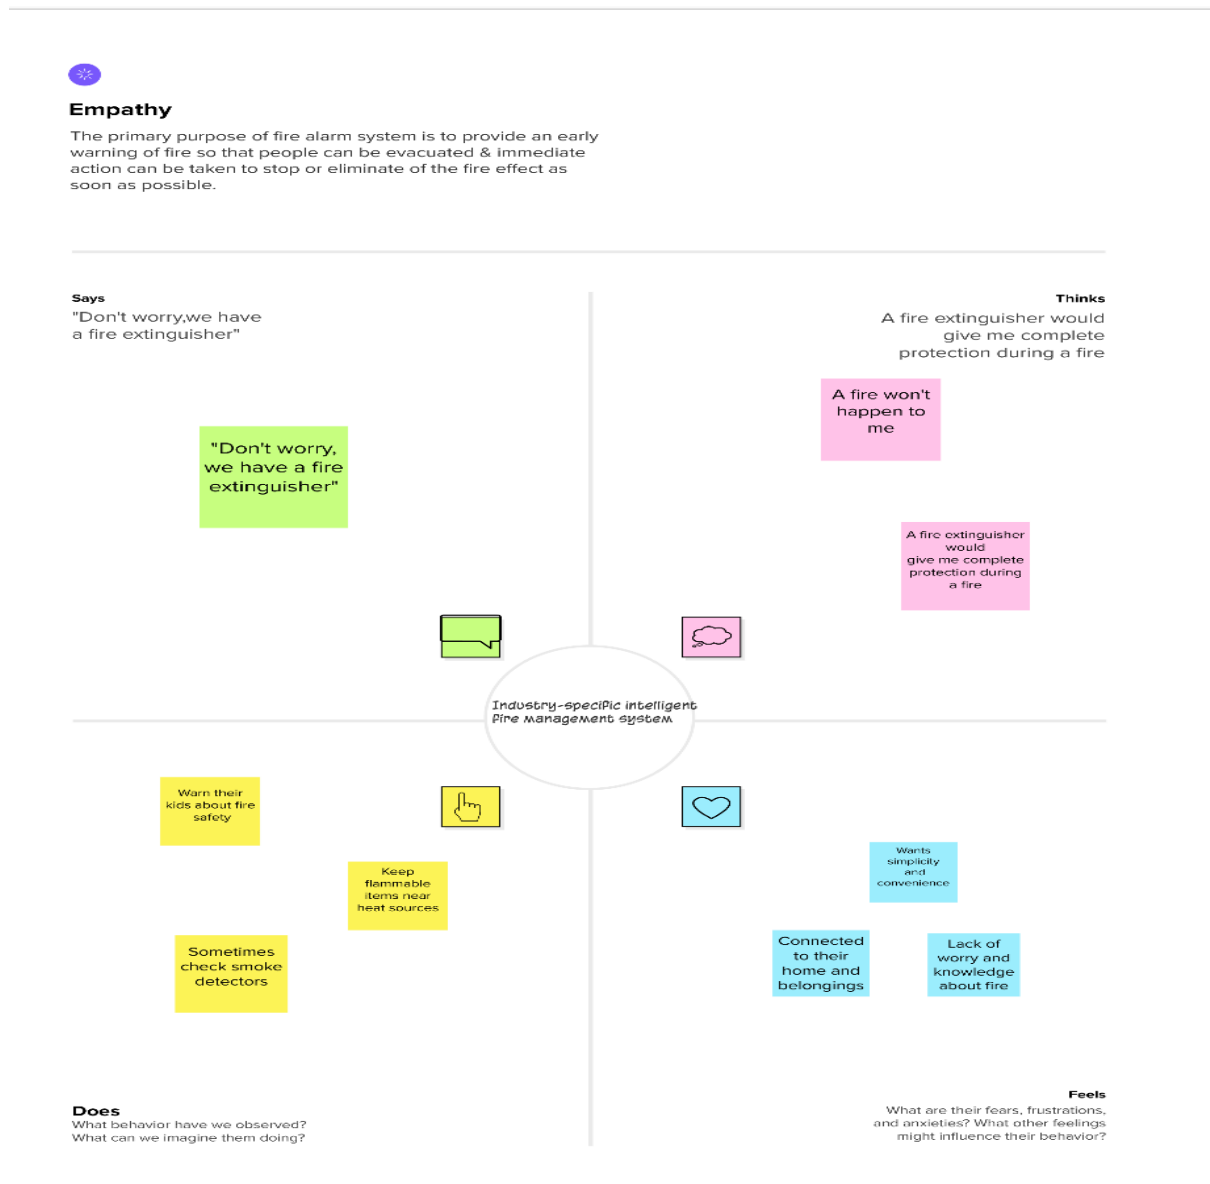 Empathy
The primary purpose of fire alarm system is to provide an early
warning of fire so that people can be evacuated & immediate
action can be taken to stop or eliminate of the fire effect as
soon as possible.
Says
"Don't worry,we have
a fire extinguisher"
Thinks
A fire extinguisher would
give me complete
protection during a fire
"Don't worry,
we have a fire
extinguisher"
A fire won't
happen to
me
A fire extinguisher
would
give me complete
protection during
a fire
Industry-specific intelligent
fire management system
Warn their
kids about fire
safety
Keep
flammable
items near
heat sources
Sometimes
check smoke
detectors
Wants
simplicity
and
convenience
Connected
to their
home and
belongings
Lack of
worry and
knowledge
about fire
Does
What behavior have we observed?
What can we imagine them doing?
Feels
What are their fears, frustrations,
and anxieties? What other feelings
might influence their behavior?